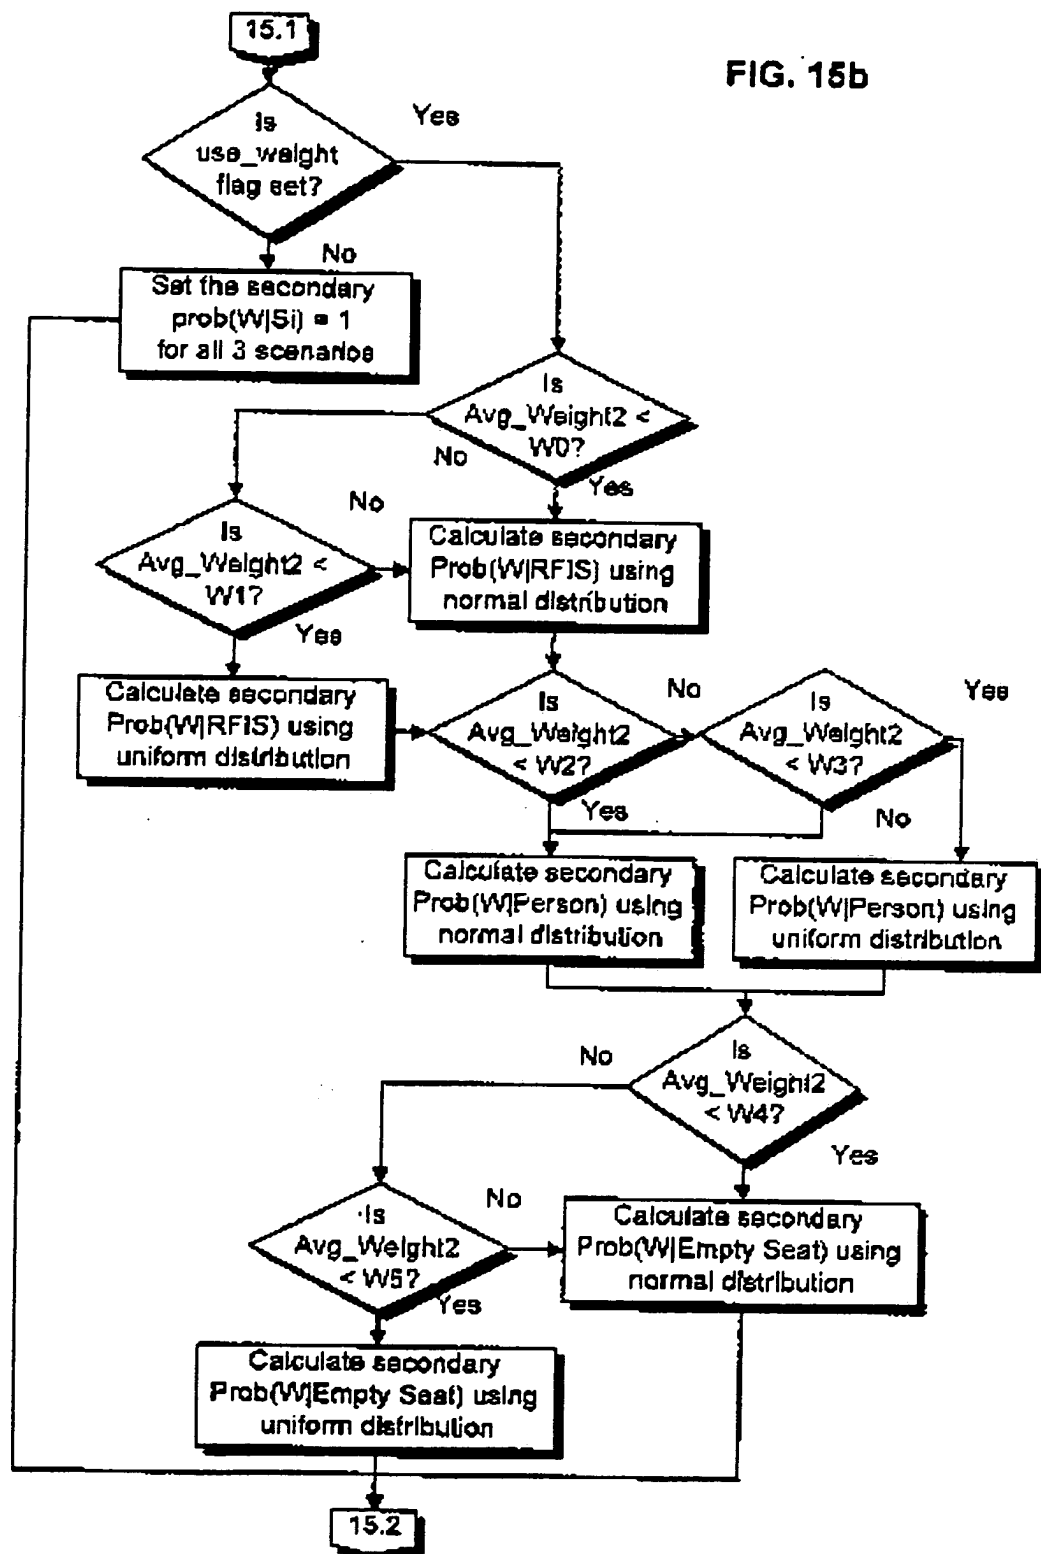 15.1
FIG. 15b
Is
use_weight
flag set?
Yes
No
Set the secondary
prob(W|Si) = 1
for all 3 scenarios
Is
Avg_Weight2 <
W0?
No
Yes
Is
Avg_Weight2 <
W1?
No
Yes
Calculate secondary
Prob(W|RFIS) using
normal distribution
Calculate secondary
Prob(W|RFIS) using
uniform distribution
Is
Avg_Weight2
< W2?
No
Yes
Is
Avg_Weight2
< W3?
Yes
No
Calculate secondary
Prob(W|Person) using
normal distribution
Calculate secondary
Prob(W|Person) using
uniform distribution
Is
Avg_Weight2
< W4?
No
Yes
Is
Avg_Weight2
< W5?
No
Yes
Calculate secondary
Prob(W|Empty Seat) using
normal distribution
Calculate secondary
Prob(W|Empty Seat) using
uniform distribution
15.2